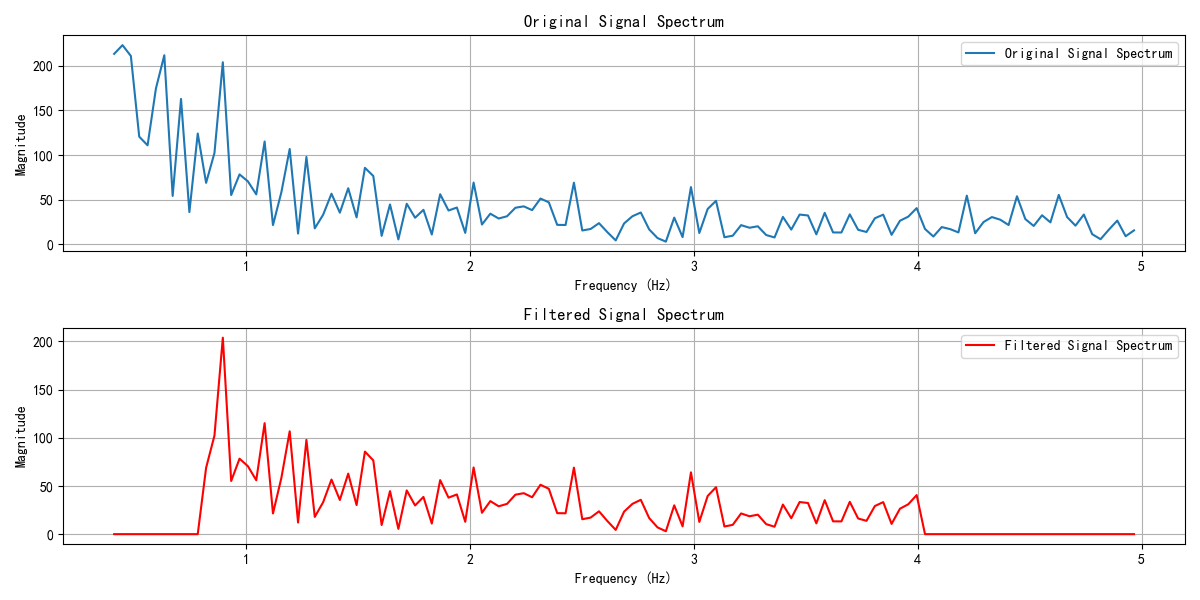 Original Signal Spectrum
Original Signal Spectrum
Magnitude
200
150
100
50
0
1
2
3
4
5
Frequency (Hz)
Filtered Signal Spectrum
Filtered Signal Spectrum
Magnitude
200
150
100
50
0
1
2
3
4
5
Frequency (Hz)